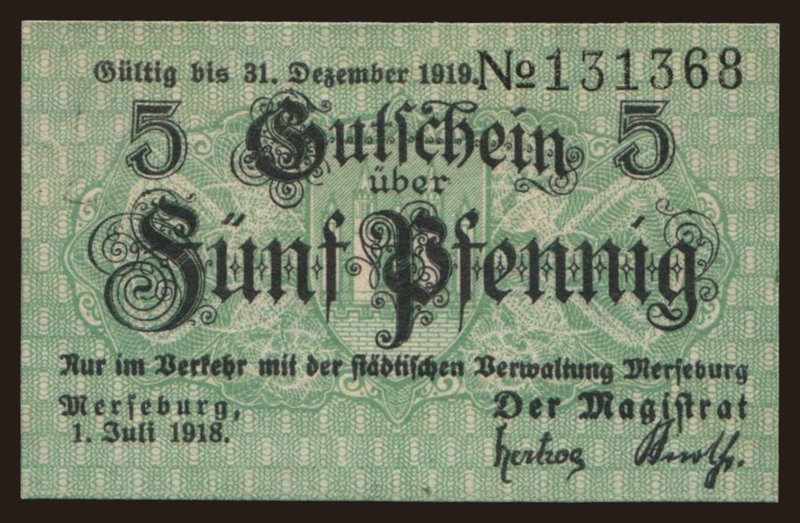 Gültig bis 31. Dezember 1919. No 131368
5 Gutschein 5
über
Fünf Pfennig
Nur im Verkehr mit der städtischen Verwaltung Merseburg
Merseburg, Der Magistrat
1. Juli 1918.
Herzog